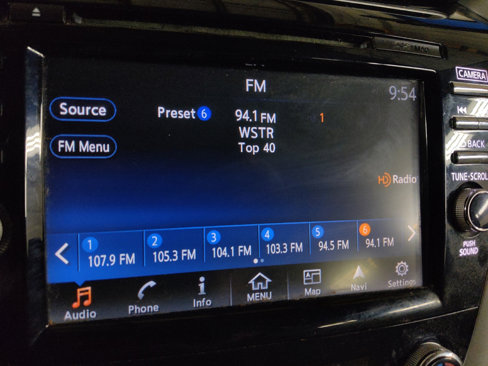 FM
9:54
CAMERA
Source
Preset 6
94.1 FM
1
WSTR
FM Menu
Top 40
BACK
HD Radio
TUNE-SCROLL
PUSH
SOUND
1
107.9 FM
2
105.3 FM
3
104.1 FM
4
103.3 FM
5
94.5 FM
6
94.1 FM
Audio
Phone
Info
MENU
Map
Navi
Settings